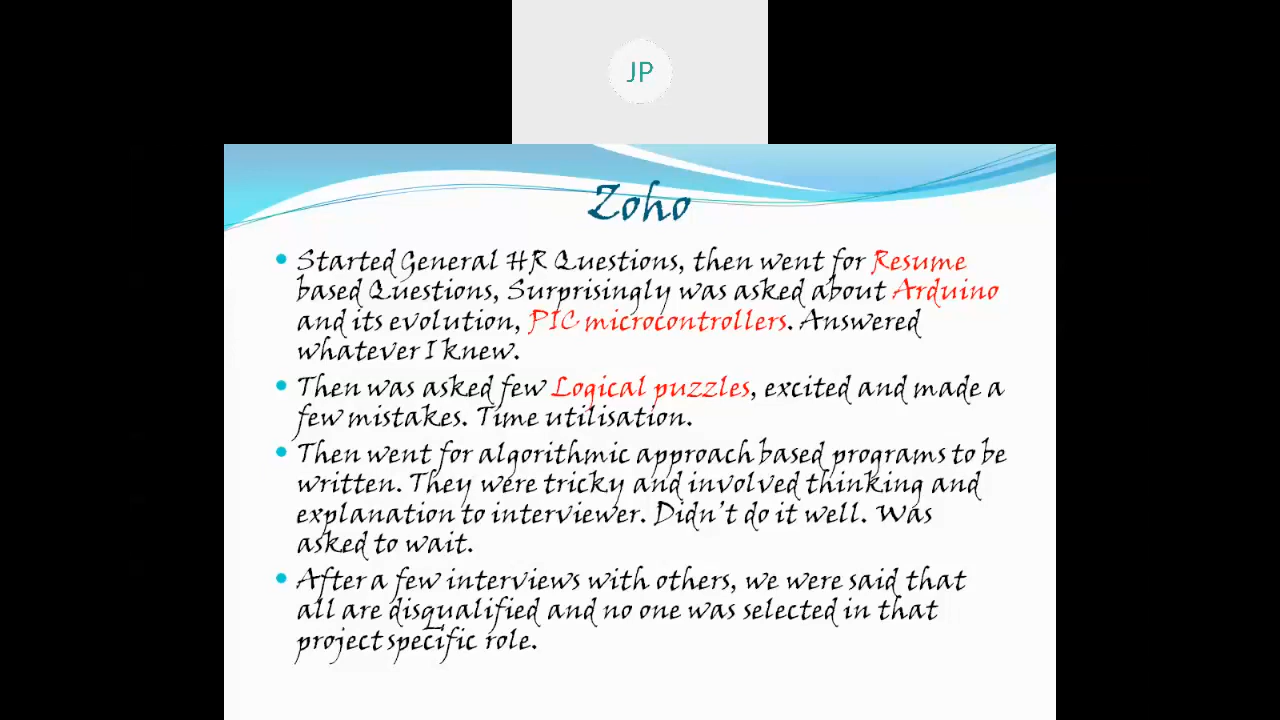 JP
Zoho
Started General HR Questions, then went for Resume
based Questions, Surprisingly was asked about Arduino
and its evolution, PIC microcontrollers. Answered
whatever I knew.
Then was asked few Logical puzzles, excited and made a
few mistakes. Time utilisation.
Then went for algorithmic approach based programs to be
written. They were tricky and involved thinking and
explanation to interviewer. Didn't do it well. Was
asked to wait.
After a few interviews with others, we were said that
all are disqualified and no one was selected in that
project specific role.